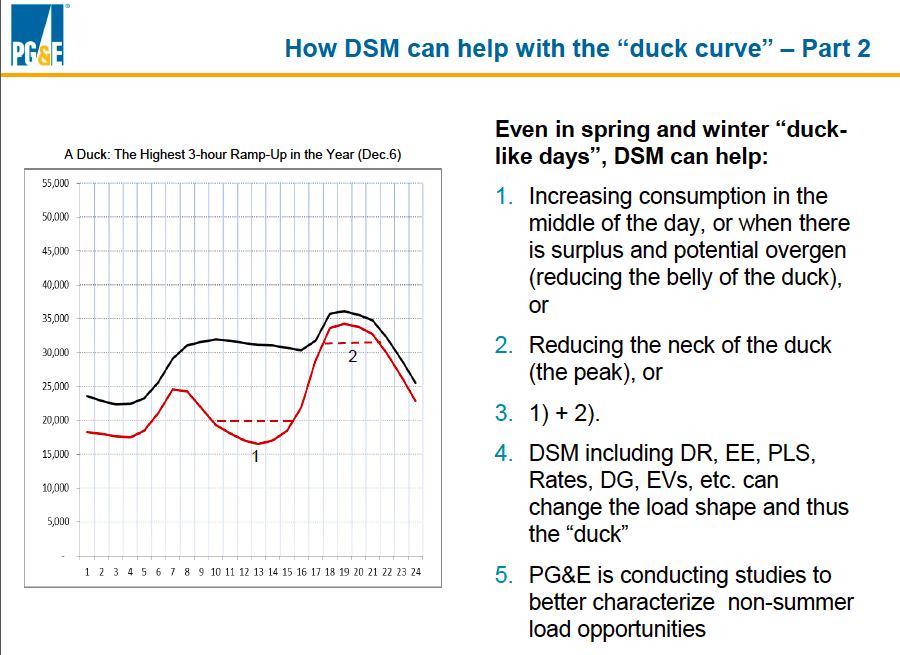 PG&E
How DSM can help with the “duck curve” – Part 2
A Duck: The Highest 3-hour Ramp-Up in the Year (Dec.6)
55,000
50,000
45,000
40,000
35,000
30,000
25,000
20,000
15,000
10,000
5,000
-
1 2 3 4 5 6 7 8 9 10 11 12 13 14 15 16 17 18 19 20 21 22 23 24
1
2
Even in spring and winter “duck-
like days”, DSM can help:
1. Increasing consumption in the
middle of the day, or when there
is surplus and potential overgen
(reducing the belly of the duck),
or
2. Reducing the neck of the duck
(the peak), or
3. 1) + 2).
4. DSM including DR, EE, PLS,
Rates, DG, EVs, etc. can
change the load shape and thus
the “duck”
5. PG&E is conducting studies to
better characterize  non-summer
load opportunities